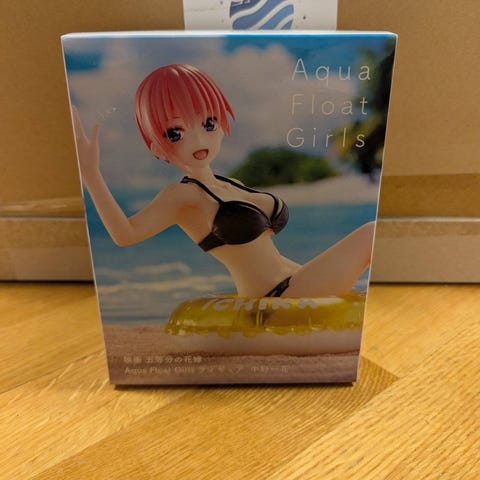 Aqua
Float
Girls
ICHIKA
映画 五等分の花嫁
Aqua Float Girls フィギュア 中野一花